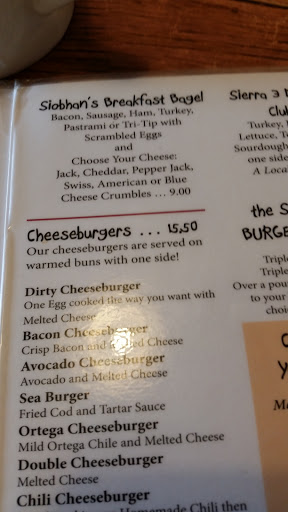 Siobhan's Breakfast Bagel
Bacon, Sausage, Ham, Turkey,
Pastrami or Tri-Tip with
Scrambled Eggs
and
Choose Your Cheese:
Jack, Cheddar, Pepper Jack,
Swiss, American or Blue
Cheese Crumbles ... 9.00
Cheeseburgers ... 15.50
Our cheeseburgers are served on
warmed buns with one side!
Dirty Cheeseburger
One Egg cooked the way you want with
Melted Cheese
Bacon Cheeseburger
Crisp Bacon and Melted Cheese
Avocado Cheeseburger
Avocado and Melted Cheese
Sea Burger
Fried Cod and Tartar Sauce
Ortega Cheeseburger
Mild Ortega Chile and Melted Cheese
Double Cheeseburger
Melted Cheese
Chili Cheeseburger
Homemade Chili then
Sierra 3
Clu
Turkey,
Lettuce, T
Sourdough
one side
A Loca
the S
BURGE
Triple
Triple
Over a pou
to your
choi